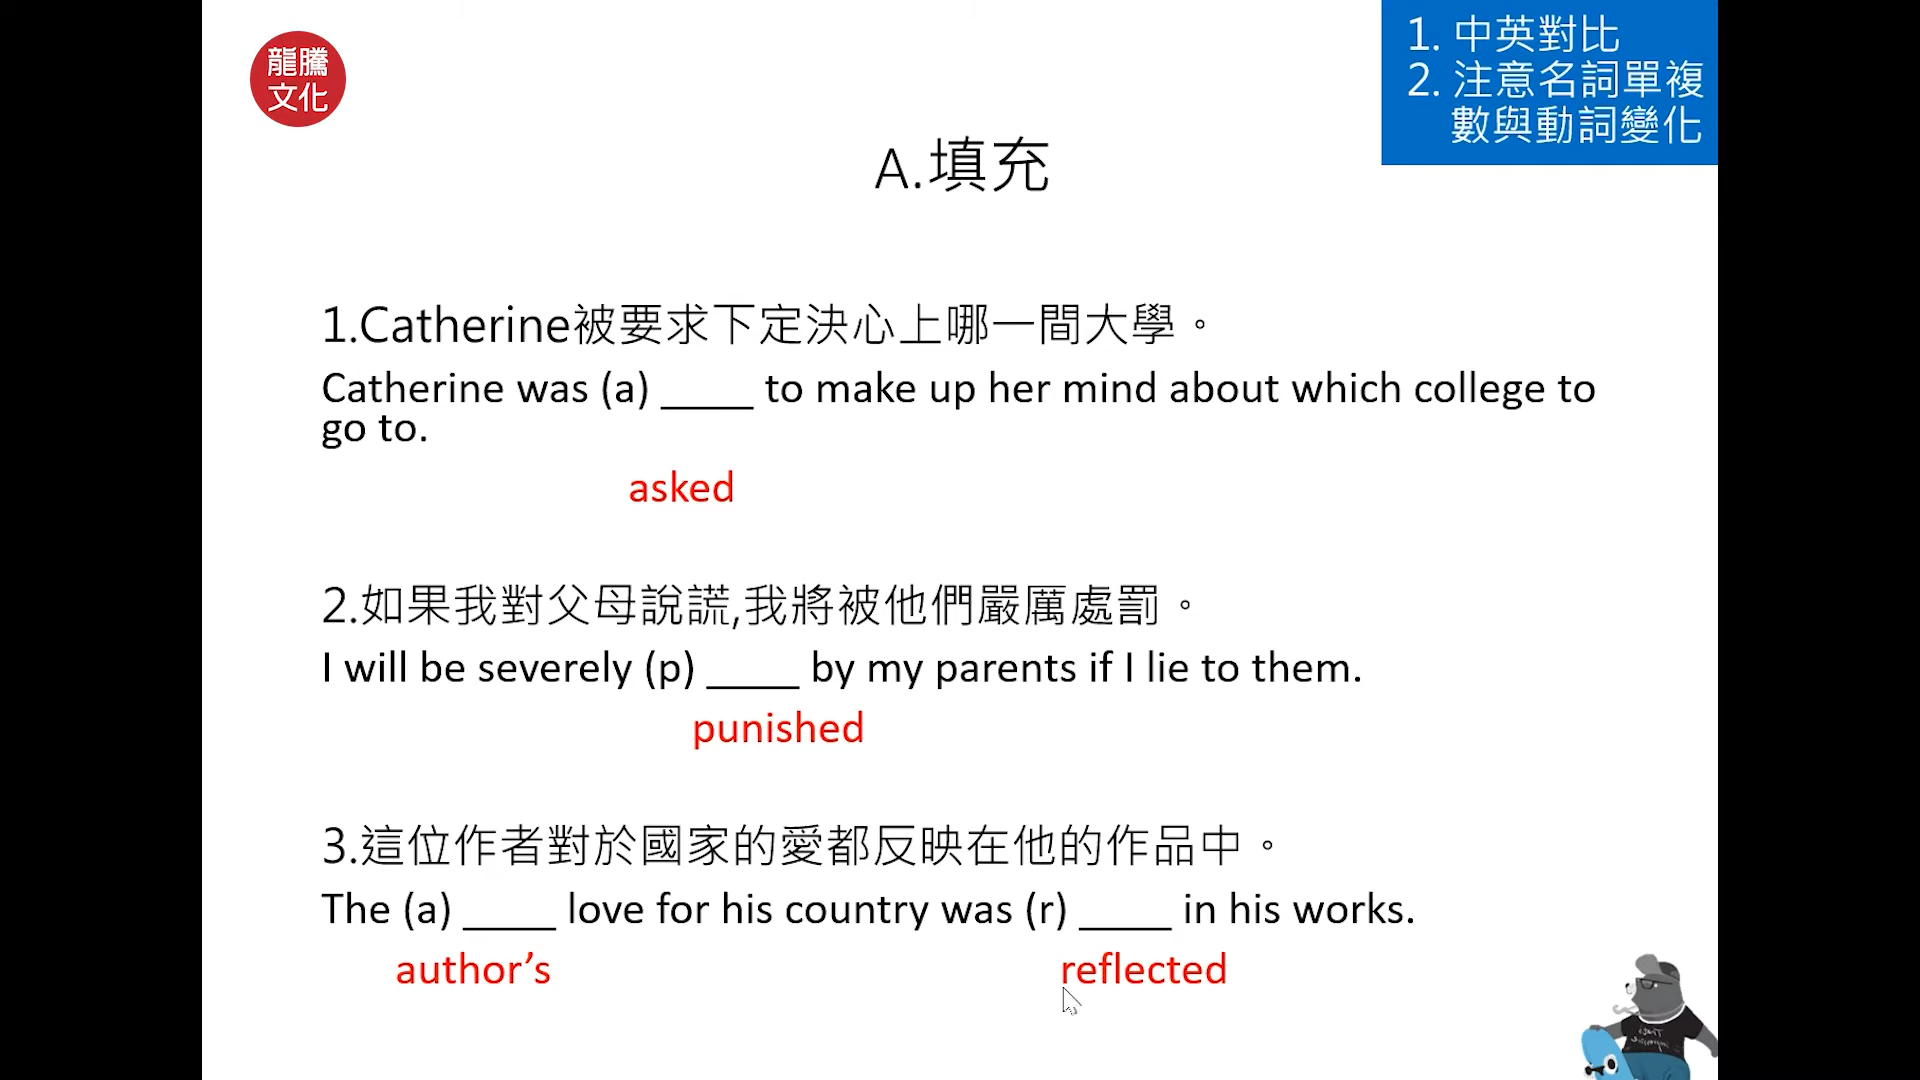 龍騰
文化
1. 中英對比
2. 注意名詞單複
數與動詞變化
A.填充
1.Catherine被要求下定決心上哪一間大學。
Catherine was (a) ____ to make up her mind about which college to
go to.
asked
2.如果我對父母說謊,我將被他們嚴厲處罰。
I will be severely (p) ____ by my parents if I lie to them.
punished
3.這位作者對於國家的愛都反映在他的作品中。
The (a) ____ love for his country was (r) ____ in his works.
author’s reflected